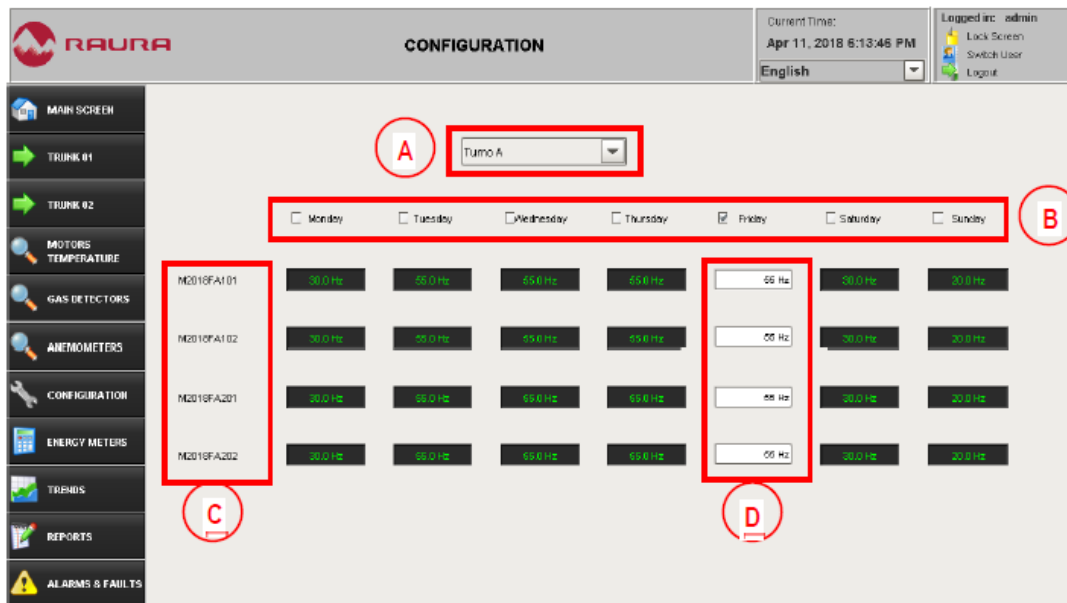 RAURA
CONFIGURATION
Current Time:
Apr 11, 2018 6:13:46 PM
English
Logged in: admin
Lock Screen
Switch User
Logout
MAIN SCREEN
TRUNK 01
TRUNK 02
MOTORS
TEMPERATURE
GAS DETECTORS
ANEMOMETERS
CONFIGURATION
ENERGY METERS
TRENDS
REPORTS
ALARMS & FAULTS
A
Turno A
Monday Tuesday Wednesday Thursday Friday Saturday Sunday
B
M2018FA101 30.0 Hz 55.0 Hz 55.0 Hz 55.0 Hz 55 Hz 30.0 Hz 20.0 Hz
M2018FA102 30.0 Hz 55.0 Hz 55.0 Hz 55.0 Hz 55 Hz 30.0 Hz 20.0 Hz
M2018FA201 30.0 Hz 55.0 Hz 55.0 Hz 55.0 Hz 55 Hz 30.0 Hz 20.0 Hz
M2018FA202 30.0 Hz 55.0 Hz 55.0 Hz 55.0 Hz 55 Hz 30.0 Hz 20.0 Hz
C
D